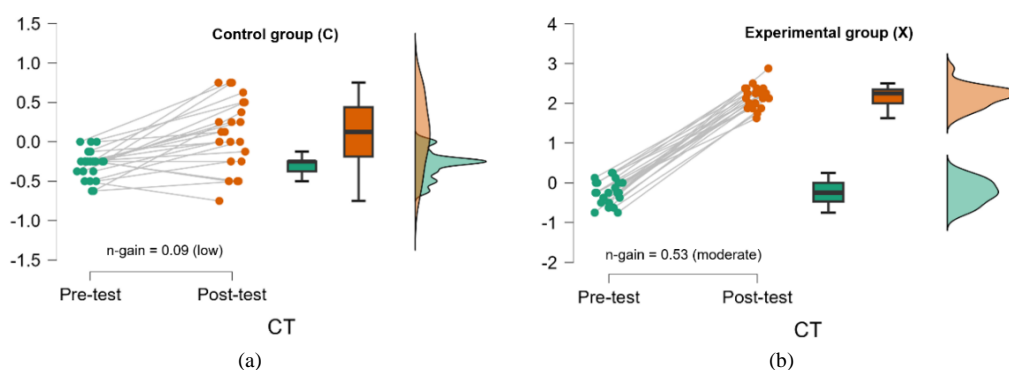 Control group (C)
1.5
1.0
0.5
0.0
-0.5
-1.0
-1.5
n-gain = 0.09 (low)
Pre-test
Post-test
CT
(a)
Experimental group (X)
4
3
2
1
0
-1
-2
n-gain = 0.53 (moderate)
Pre-test
Post-test
CT
(b)